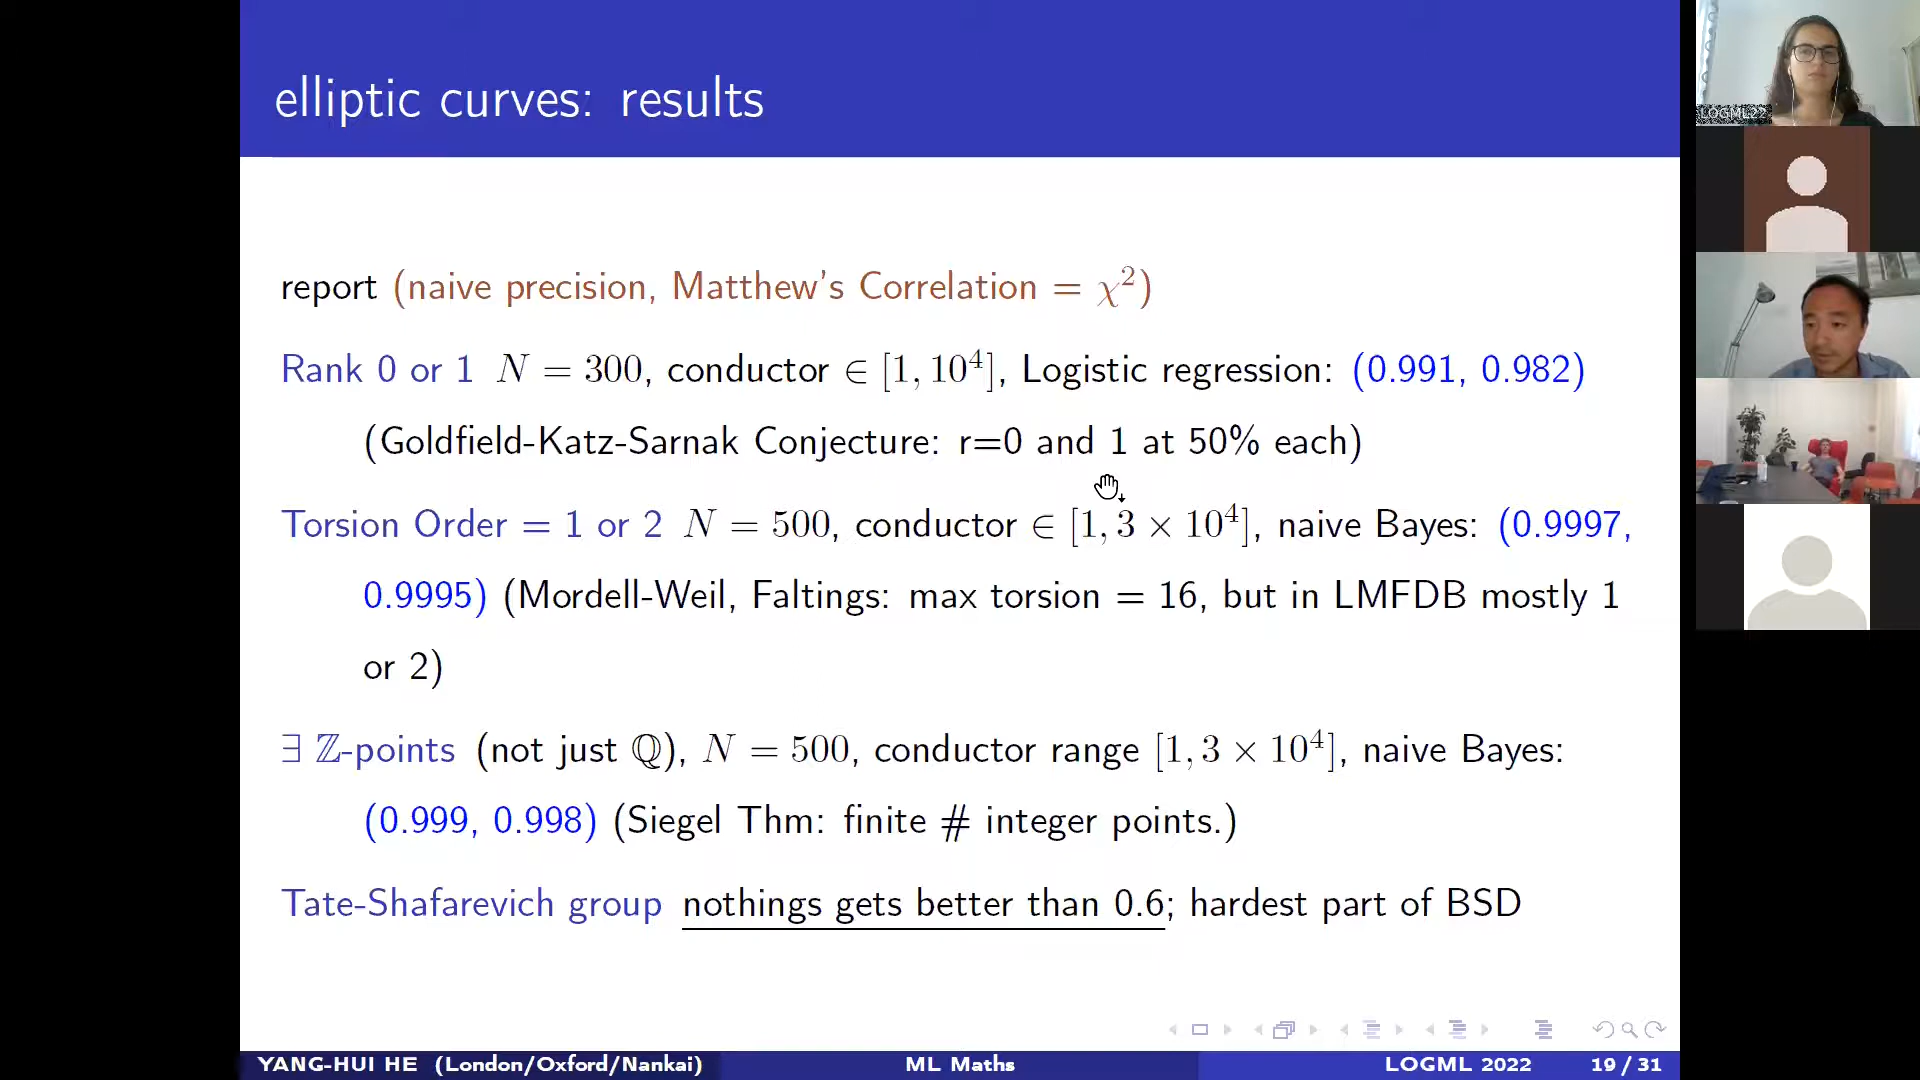 elliptic curves: results
report (naive precision, Matthew's Correlation = χ²)
Rank 0 or 1 N = 300, conductor ∈ [1, 10⁴], Logistic regression: (0.991, 0.982)
(Goldfield-Katz-Sarnak Conjecture: r=0 and 1 at 50% each)
Torsion Order = 1 or 2 N = 500, conductor ∈ [1, 3 × 10⁴], naive Bayes: (0.9997,
0.9995) (Mordell-Weil, Faltings: max torsion = 16, but in LMFDB mostly 1
or 2)
∃ ℤ-points (not just ℚ), N = 500, conductor range [1, 3 × 10⁴], naive Bayes:
(0.999, 0.998) (Siegel Thm: finite # integer points.)
Tate-Shafarevich group nothings gets better than 0.6; hardest part of BSD
YANG-HUI HE (London/Oxford/Nankai) ML Maths LOGML 2022 19 / 31
LOGML22